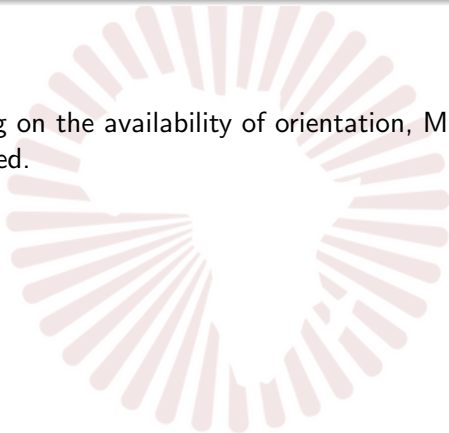 g on the availability of orientation, M
ed.